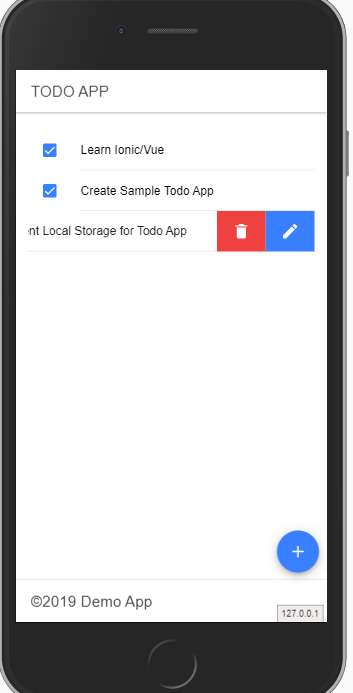 TODO APP
Learn Ionic/Vue
Create Sample Todo App
nt Local Storage for Todo App
©2019 Demo App
127.0.0.1